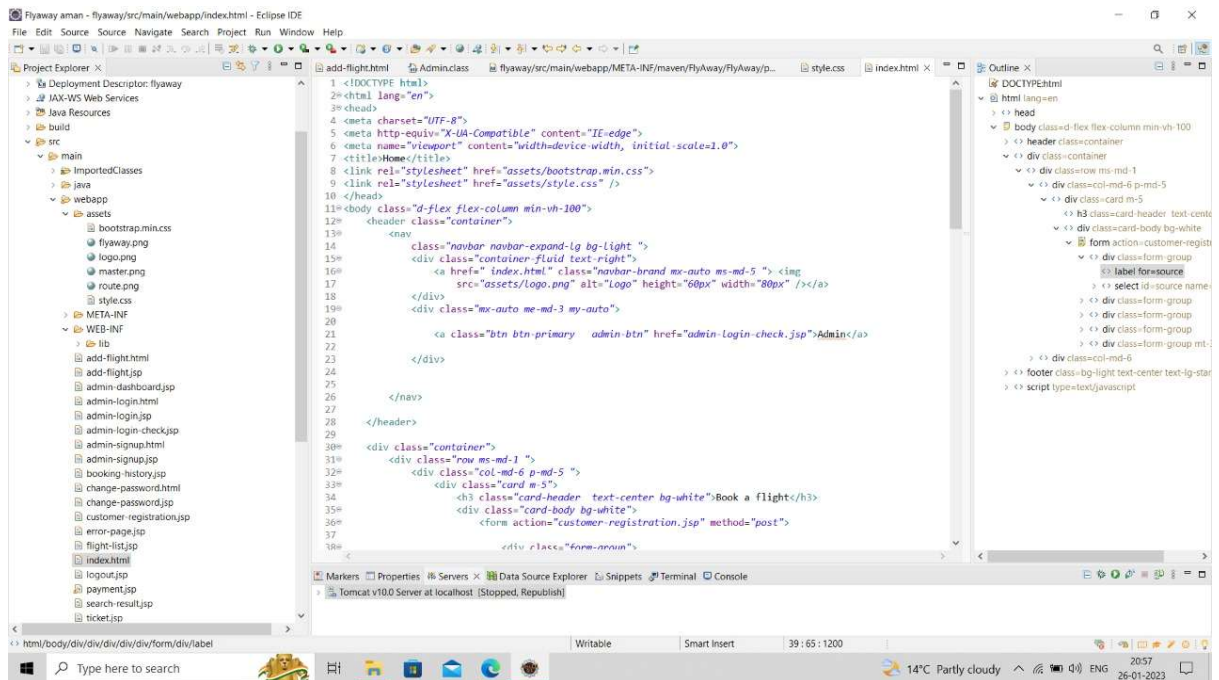 Flyaway aman - flyaway/src/main/webapp/index.html - Eclipse IDE
File Edit Source Source Navigate Search Project Run Window Help
Project Explorer
Deployment Descriptor: flyaway
JAX-WS Web Services
Java Resources
build
src
main
ImportedClasses
java
webapp
assets
bootstrap.min.css
flyaway.png
logo.png
master.png
route.png
style.css
META-INF
WEB-INF
lib
add-flight.html
add-flight.jsp
admin-dashboard.jsp
admin-login.html
admin-login.jsp
admin-login-check.jsp
admin-signup.html
admin-signup.jsp
booking-history.jsp
change-password.html
change-password.jsp
customer-registration.jsp
error-page.jsp
flight-list.jsp
index.html
logout.jsp
payment.jsp
search-result.jsp
ticket.jsp
add-flight.html Admin.class flyaway/src/main/webapp/META-INF/maven/FlyAway/FlyAway/p... style.css index.html
1 <!DOCTYPE html>
2 <html lang="en">
3 <head>
4 <meta charset="UTF-8">
5 <meta http-equiv="X-UA-Compatible" content="IE=edge">
6 <meta name="viewport" content="width=device-width, initial-scale=1.0">
7 <title>Home</title>
8 <link rel="stylesheet" href="assets/bootstrap.min.css">
9 <link rel="stylesheet" href="assets/style.css" />
10 </head>
11 <body class="d-flex flex-column min-vh-100">
12 <header class="container">
13 <nav
14 class="navbar navbar-expand-lg bg-light ">
15 <div class="container-fluid text-right">
16 <a href=" index.html" class="navbar-brand mx-auto ms-md-5 "> <img
17 src="assets/logo.png" alt="Logo" height="60px" width="80px" /></a>
18 </div>
19 <div class="mx-auto me-md-3 my-auto">
20
21 <a class="btn btn-primary admin-btn" href="admin-login-check.jsp">Admin</a>
22
23 </div>
24
25
26 </nav>
27
28 </header>
29
30 <div class="container">
31 <div class="row ms-md-1 ">
32 <div class="col-md-6 p-md-5 ">
33 <div class="card m-5">
34 <h3 class="card-header text-center bg-white">Book a flight</h3>
35 <div class="card-body bg-white">
36 <form action="customer-registration.jsp" method="post">
37
38 <div class="form-group">
Outline
DOCTYPE:html
html lang=en
head
body class=d-flex flex-column min-vh-100
header class=container
div class=container
div class=row ms-md-1
div class=col-md-6 p-md-5
div class=card m-5
h3 class=card-header text-cente
div class=card-body bg-white
form action=customer-registr
div class=form-group
label for=source
select id=source name=
div class=form-group
div class=form-group
div class=form-group
div class=form-group mt-3
div class=col-md-6
footer class=bg-light text-center text-lg-star
script type=text/javascript
Markers Properties Servers Data Source Explorer Snippets Terminal Console
Tomcat v10.0 Server at localhost [Stopped, Republish]
html/body/div/div/div/div/div/form/div/label Writable Smart Insert 39 : 65 : 1200
Type here to search 14°C Partly cloudy ENG 20:57
26-01-2023